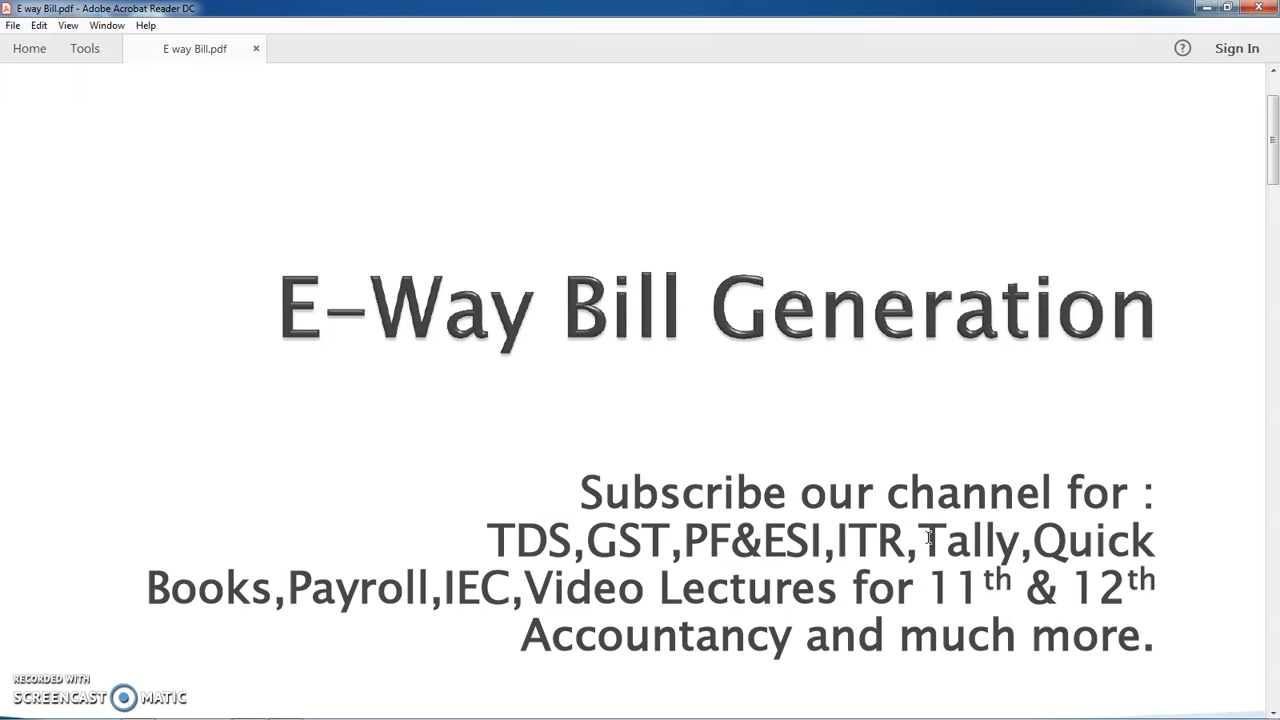 E way Bill.pdf - Adobe Acrobat Reader DC
File Edit View Window Help
Home Tools E way Bill.pdf × ? Sign In
E-Way Bill Generation
Subscribe our channel for :
TDS,GST,PF&ESI,ITR,Tally,Quick
Books,Payroll,IEC,Video Lectures for 11th & 12th
Accountancy and much more.
RECORDED WITH
SCREENCAST MATIC